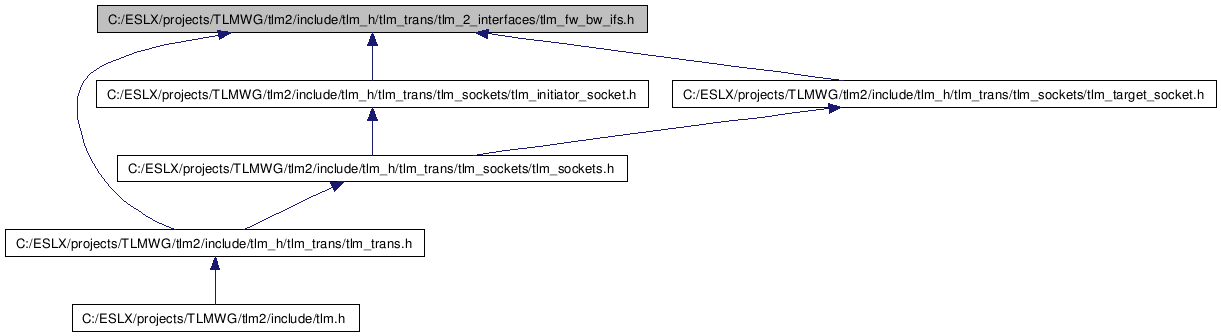 C:/ESLX/projects/TLMWG/tlm2/include/tlm_h/tlm_trans/tlm_2_interfaces/tlm_fw_bw_ifs.h
C:/ESLX/projects/TLMWG/tlm2/include/tlm_h/tlm_trans/tlm_sockets/tlm_initiator_socket.h
C:/ESLX/projects/TLMWG/tlm2/include/tlm_h/tlm_trans/tlm_sockets/tlm_target_socket.h
C:/ESLX/projects/TLMWG/tlm2/include/tlm_h/tlm_trans/tlm_sockets/tlm_sockets.h
C:/ESLX/projects/TLMWG/tlm2/include/tlm_h/tlm_trans/tlm_trans.h
C:/ESLX/projects/TLMWG/tlm2/include/tlm.h